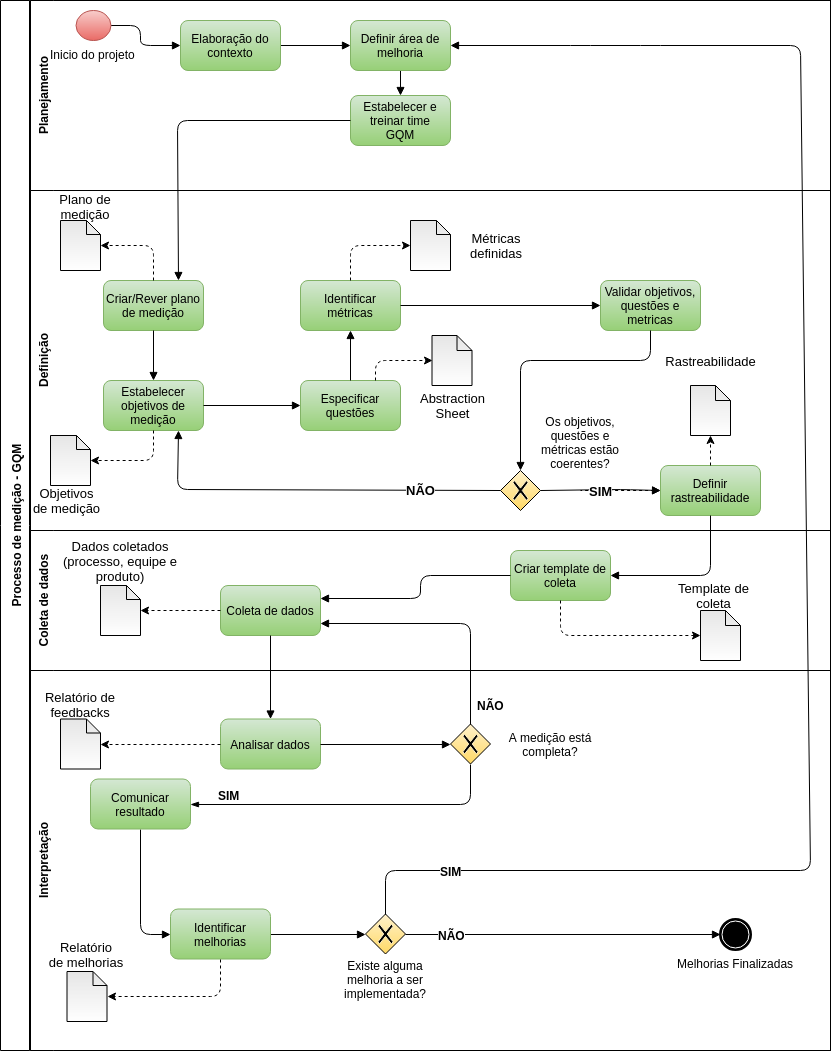 Processo de medição - GQM
Planejamento
Inicio do projeto
Elaboração do
contexto
Definir área de
melhoria
Estabelecer e
treinar time
GQM
Definição
Plano de
medição
Criar/Rever plano
de medição
Estabelecer
objetivos de
medição
Objetivos
de medição
Identificar
métricas
Métricas
definidas
Especificar
questões
Abstraction
Sheet
Validar objetivos,
questões e
metricas
Rastreabilidade
Os objetivos,
questões e
métricas estão
coerentes?
NÃO
SIM
Definir
rastreabilidade
Coleta de dados
Dados coletados
(processo, equipe e
produto)
Coleta de dados
Criar template de
coleta
Template de
coleta
Interpretação
Relatório de
feedbacks
Analisar dados
NÃO
A medição está
completa?
SIM
Comunicar
resultado
SIM
Identificar
melhorias
NÃO
Relatório
de melhorias
Existe alguma
melhoria a ser
implementada?
Melhorias Finalizadas